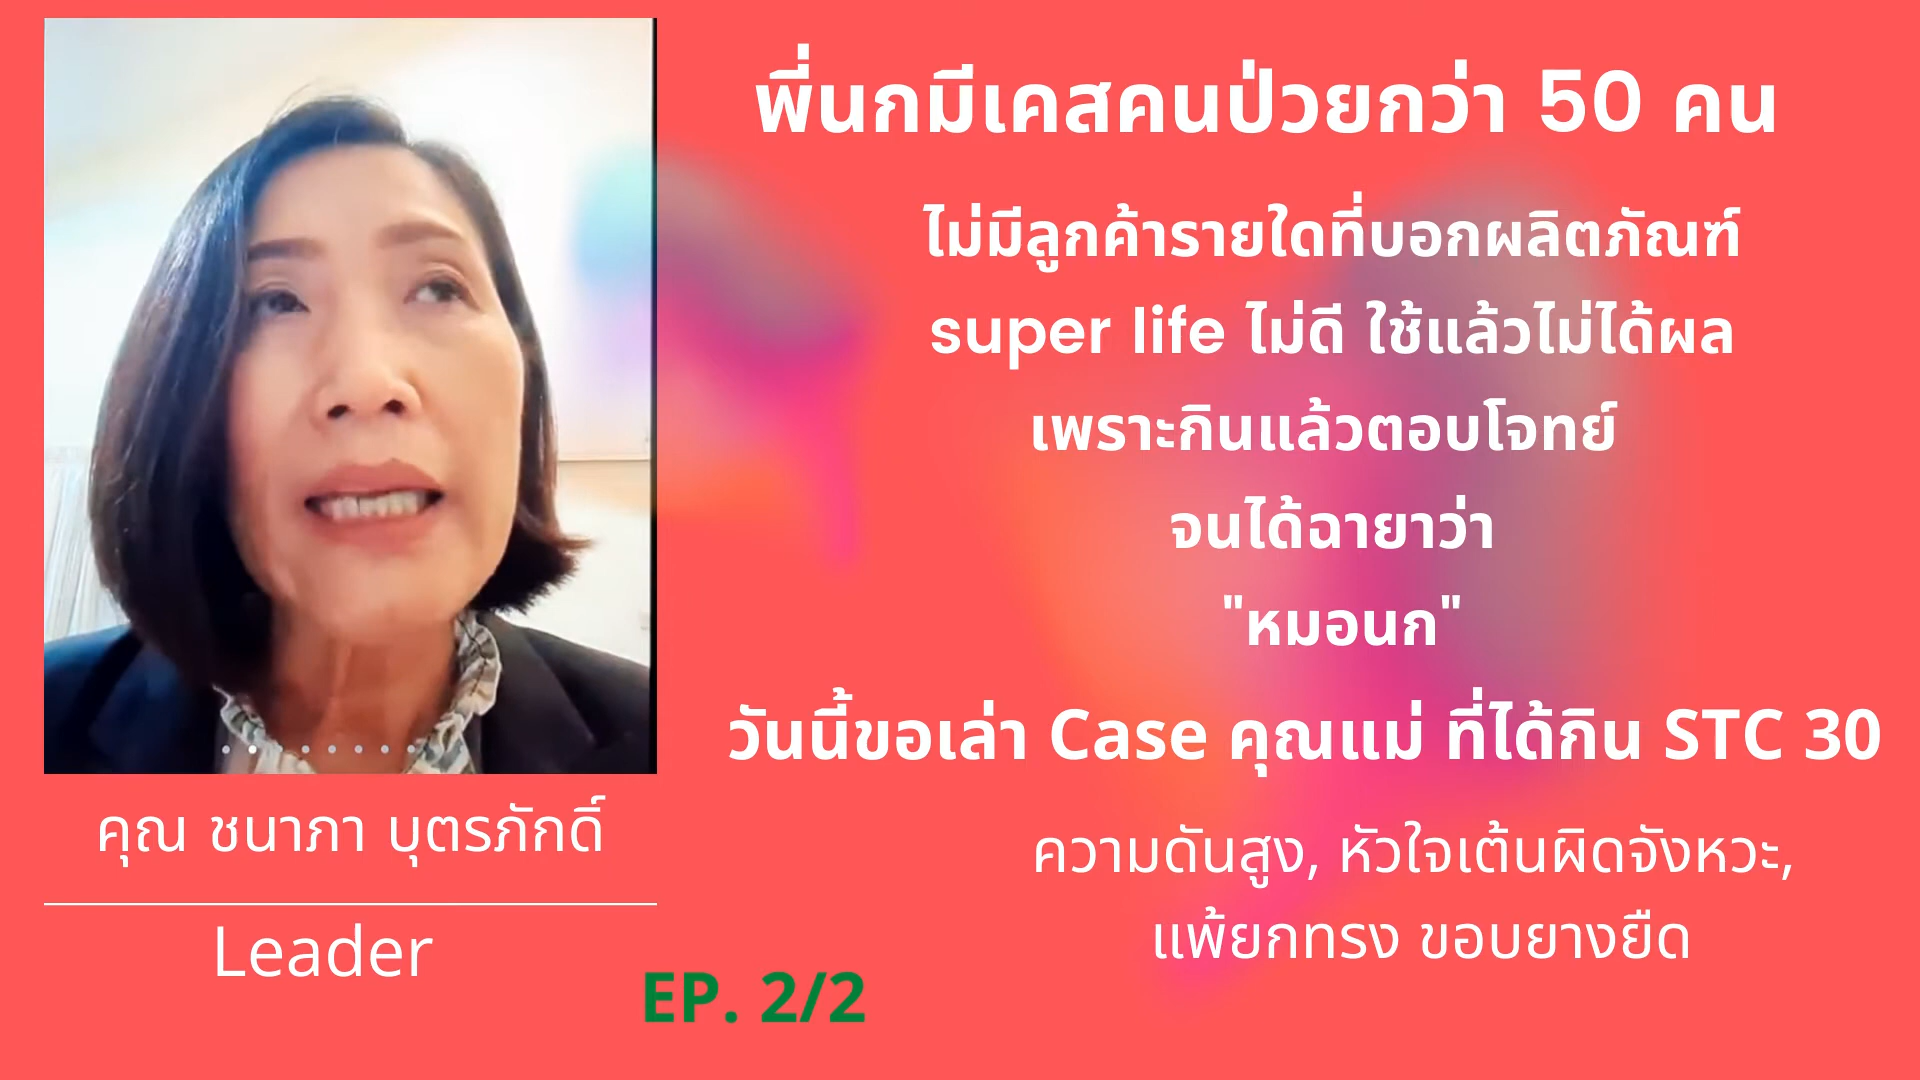 พี่นกมีเคสคนป่วยกว่า 50 คน
ไม่มีลูกค้ารายใดที่บอกผลิตภัณฑ์
super life ไม่ดี ใช้แล้วไม่ได้ผล
เพราะกินแล้วตอบโจทย์
จนได้ฉายาว่า
"หมอนก"
วันนี้ขอเล่า Case คุณแม่ ที่ได้กิน STC 30
ความดันสูง, หัวใจเต้นผิดจังหวะ,
แพ้ยกทรง ขอบยางยืด
คุณ ชนาภา บุตรภักดิ์
Leader
EP. 2/2